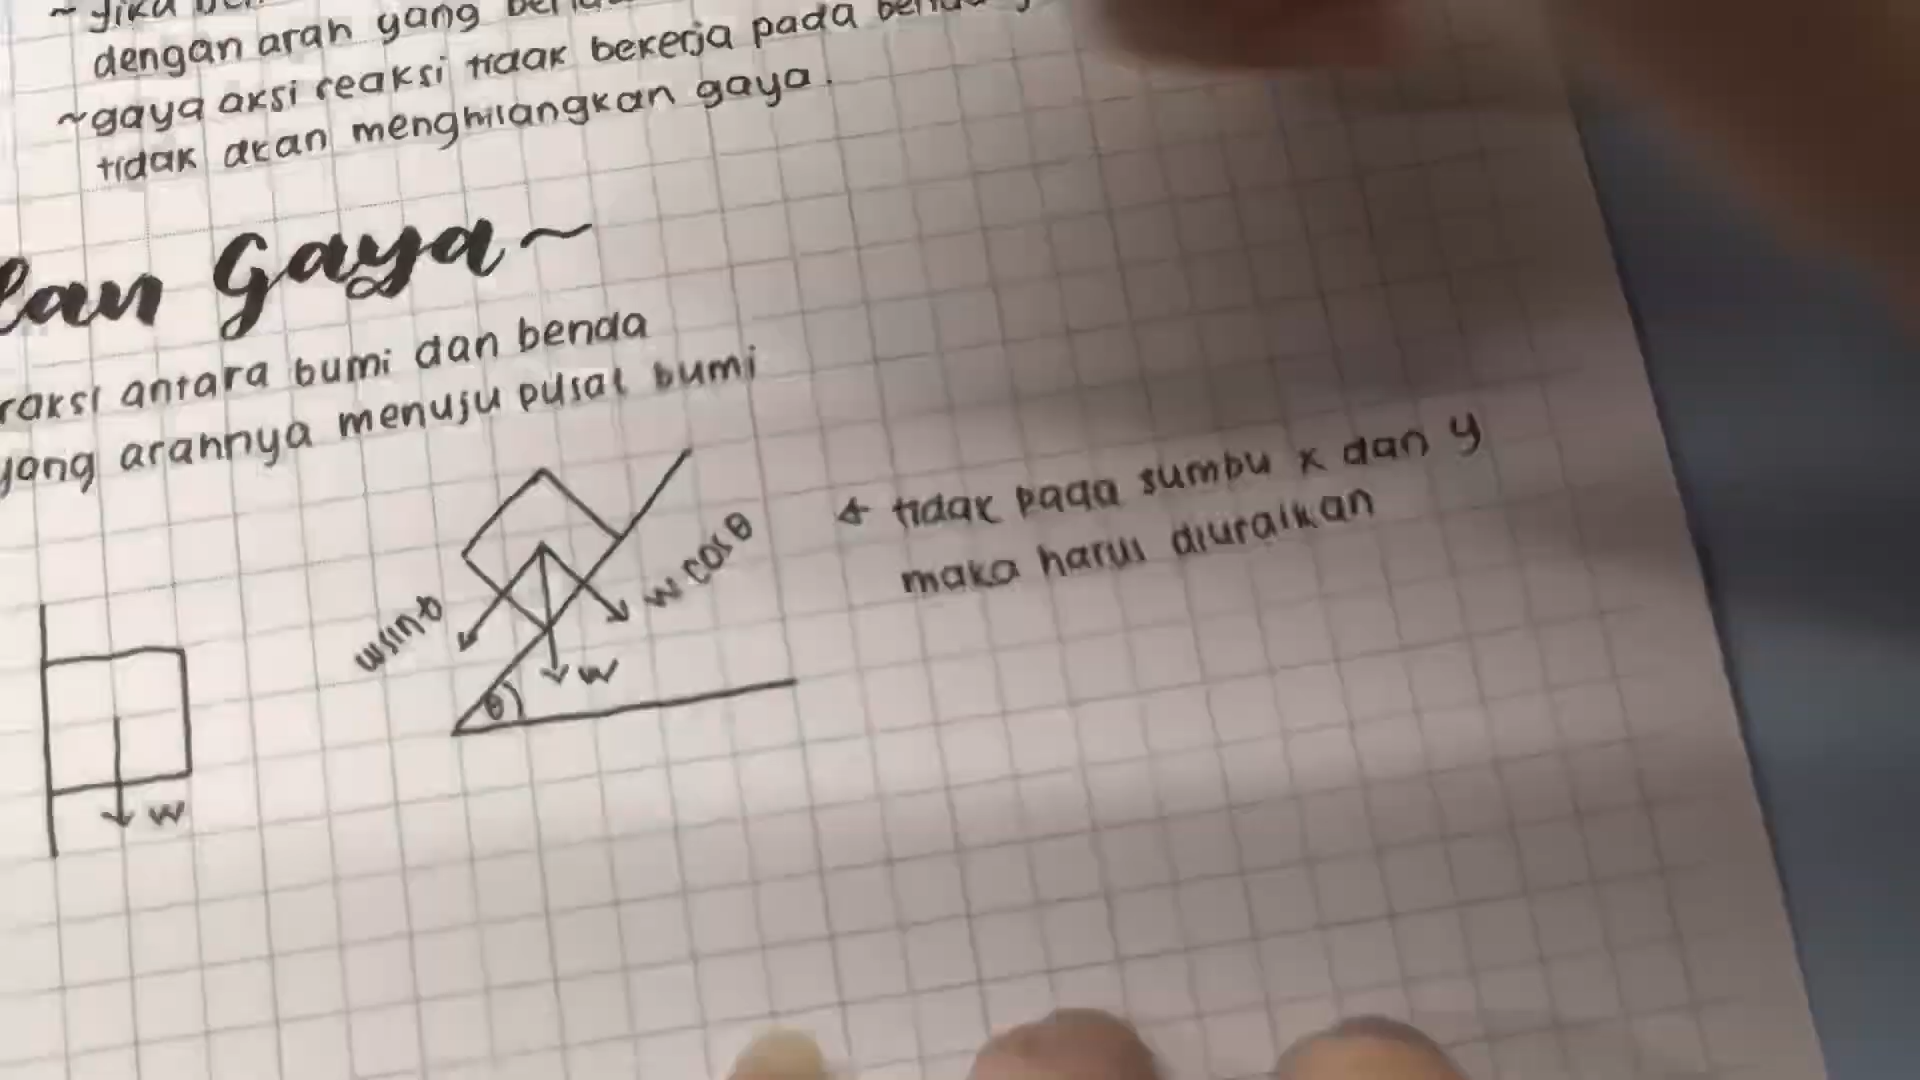 ~ jika
dengan arah yang
~gaya aksi reaksi tidak bekerja pada
tidak akan menghilangkan gaya.
Gaya~
raksi antara bumi dan benda
yang arahnya menuju pusat bumi
← tidak pada sumbu x dan y
maka harus diuraikan
w cos θ
w sin θ
w
θ
w